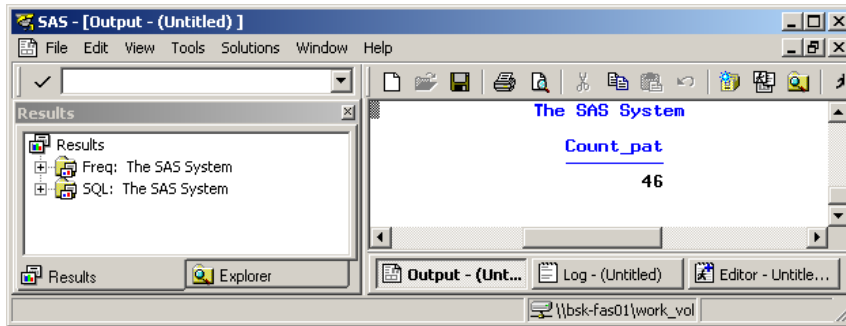 SAS - [Output - (Untitled) ]
File Edit View Tools Solutions Window Help
Results
Results
Freq: The SAS System
SQL: The SAS System
The SAS System
Count_pat
46
Results
Explorer
Output - (Unt...
Log - (Untitled)
Editor - Untitle...
\\bsk-fas01\work_vol